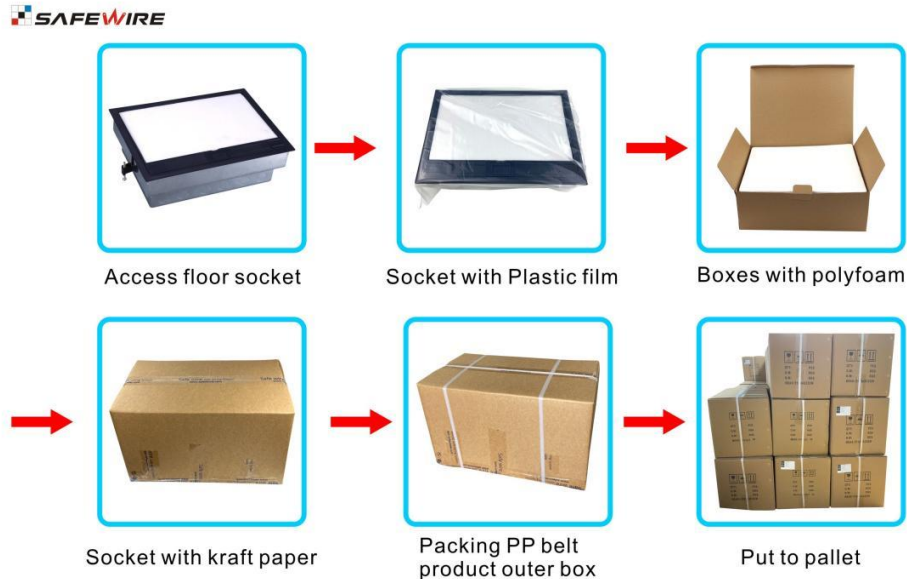 SAFEWIRE
Access floor socket
Socket with Plastic film
Boxes with polyfoam
Socket with kraft paper
Packing PP belt
product outer box
Put to pallet